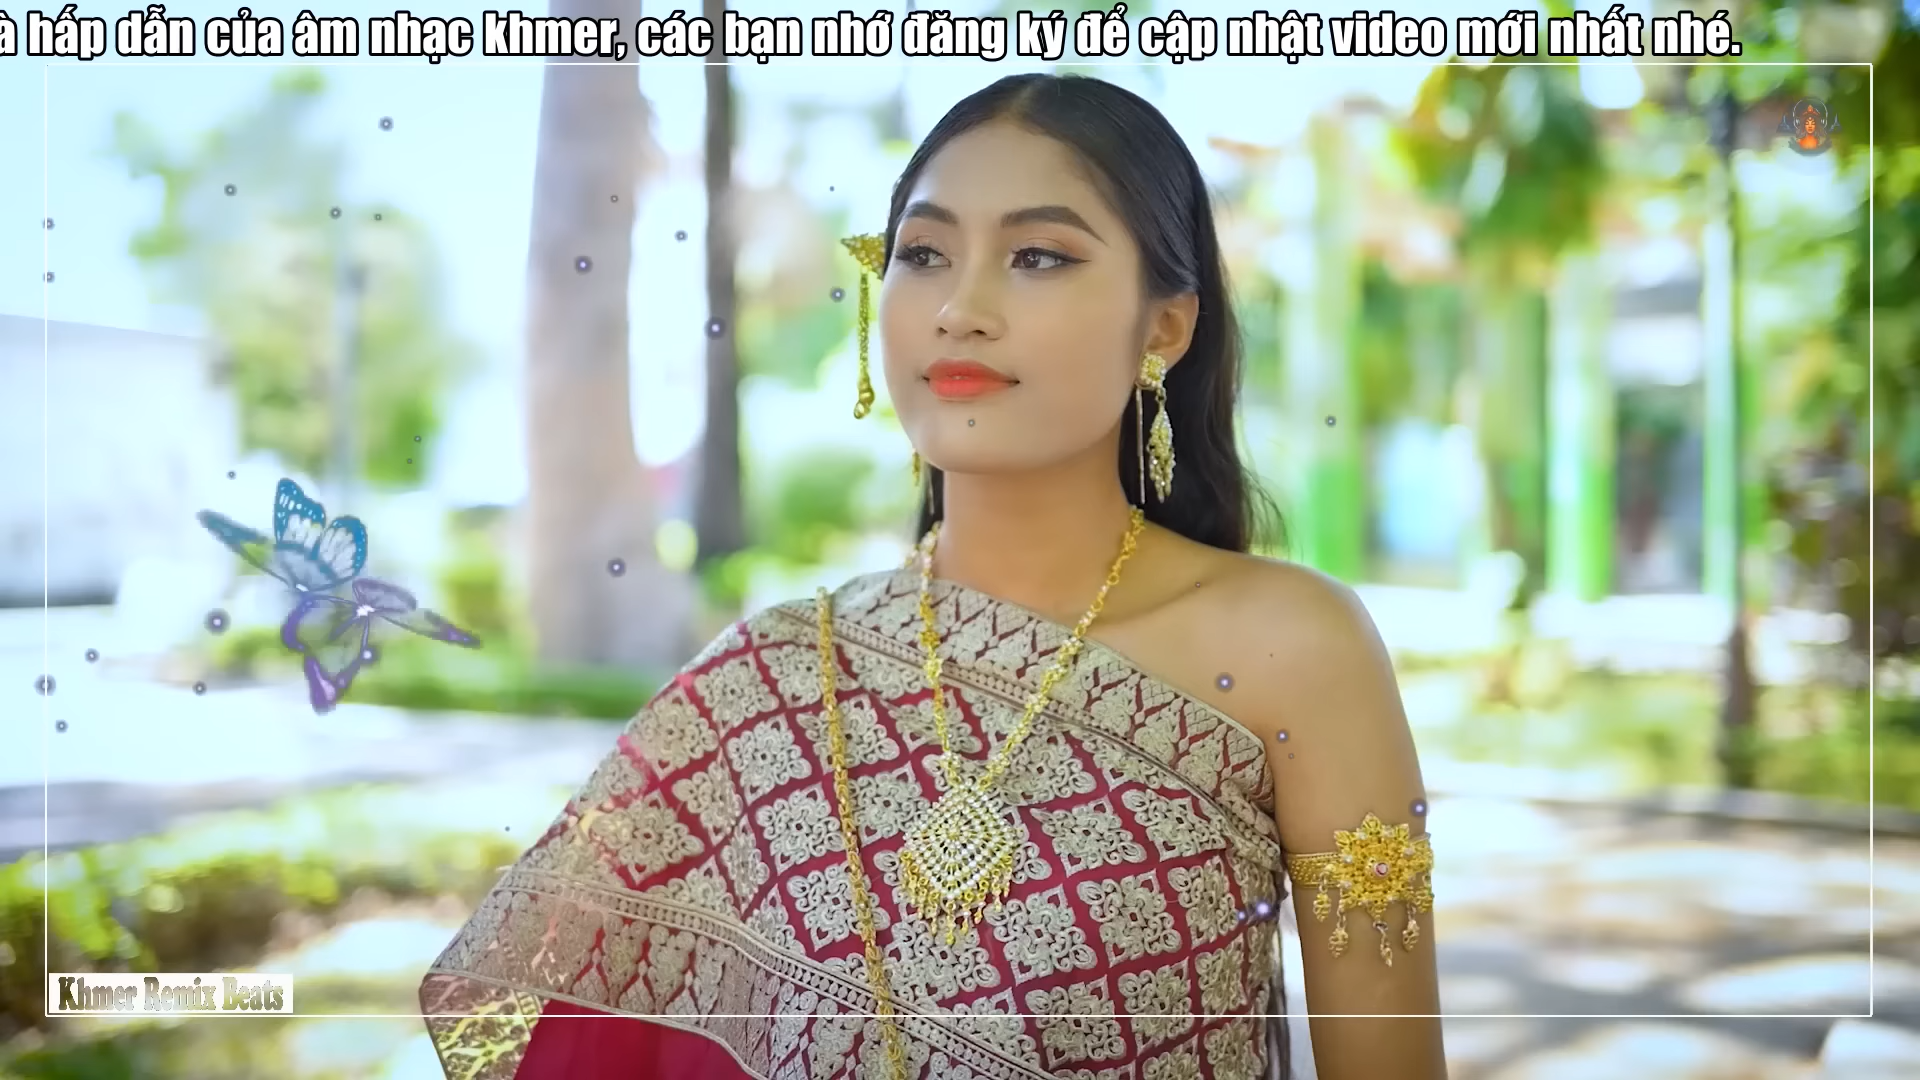 hấp dẫn của âm nhạc khmer, các bạn nhớ đăng ký để cập nhật video mới nhất nhé.
Khmer Remix Beats